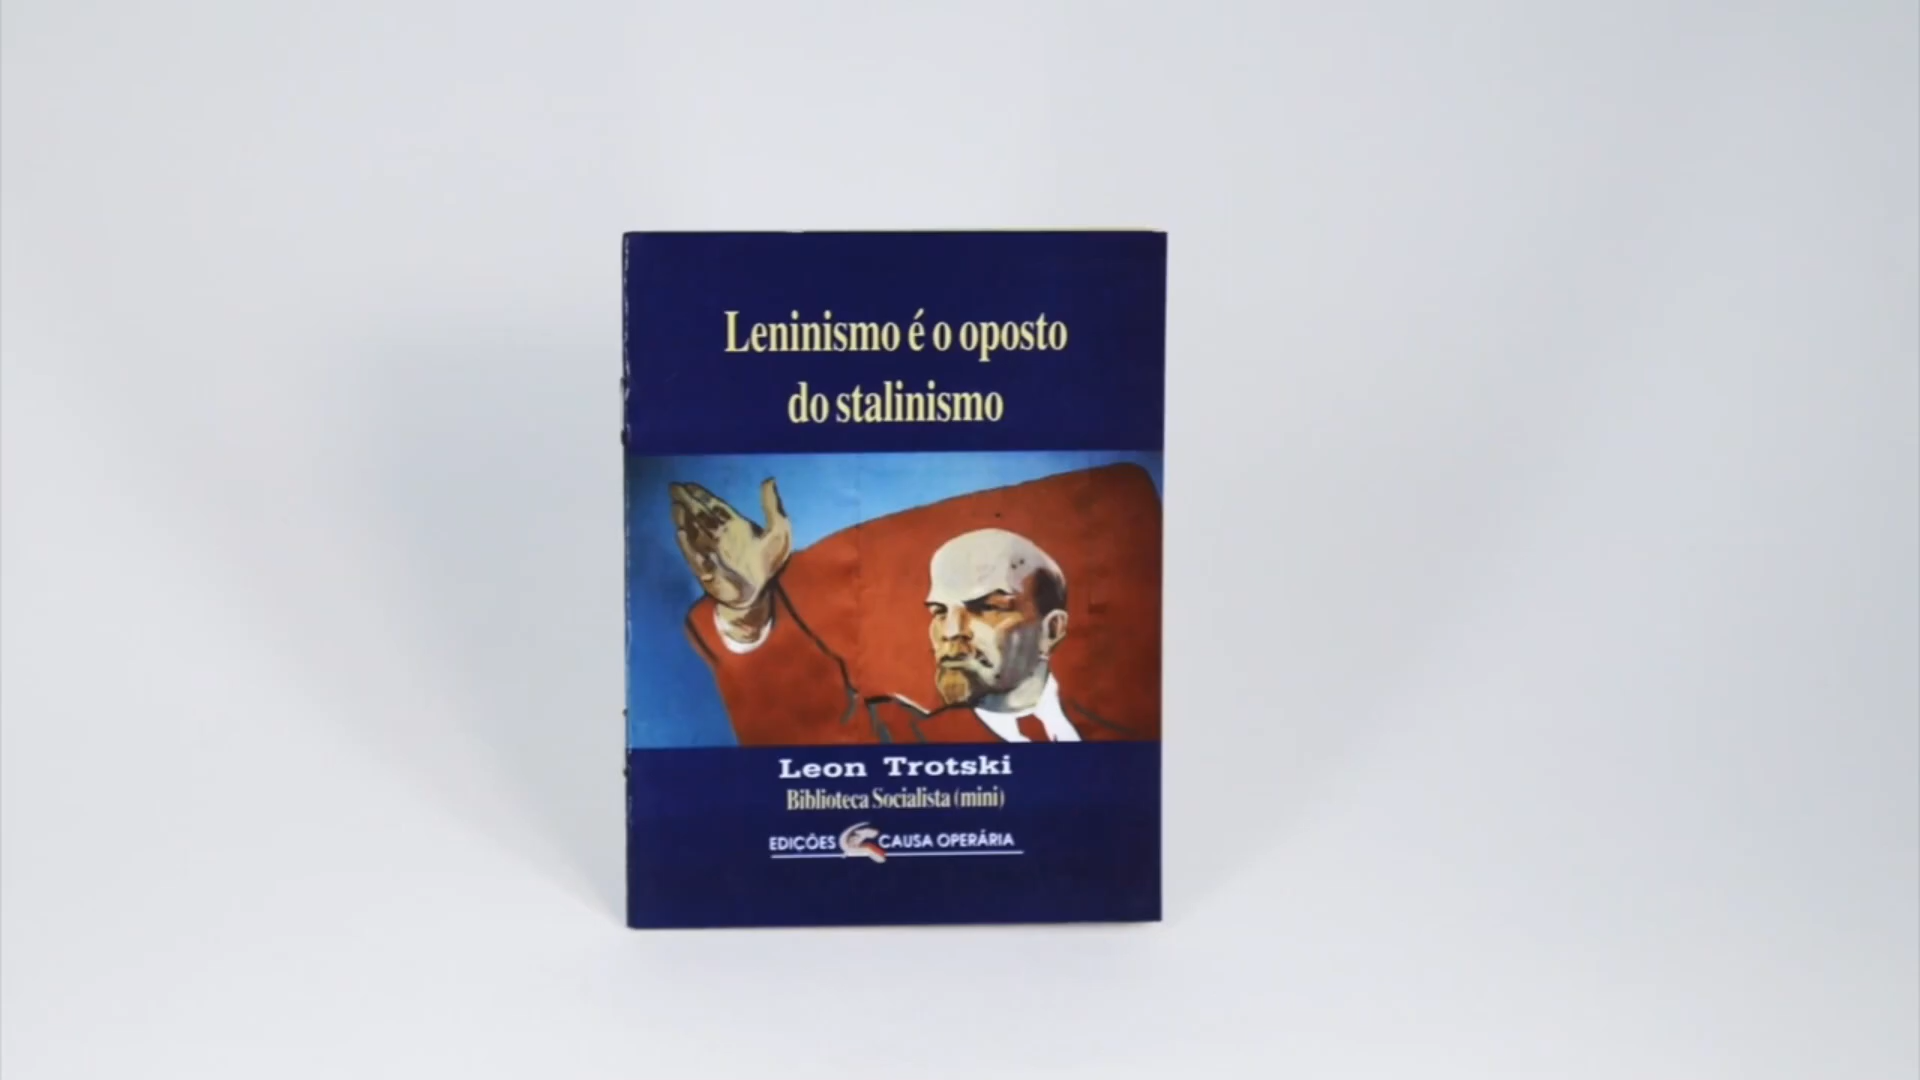 Leninismo é o oposto
do stalinismo
Leon Trotski
Biblioteca Socialista (mini)
EDIÇÕES CAUSA OPERÁRIA